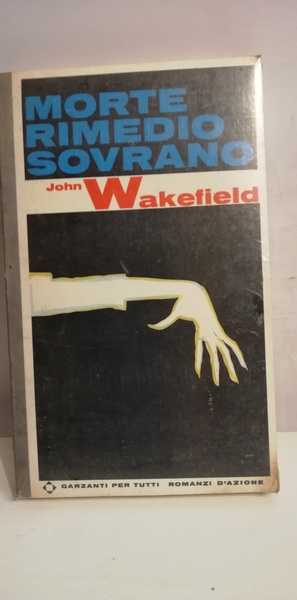 MORTE
RIMEDIO
SOVRANO
John Wakefield
GARZANTI PER TUTTI ROMANZI D'AZIONE